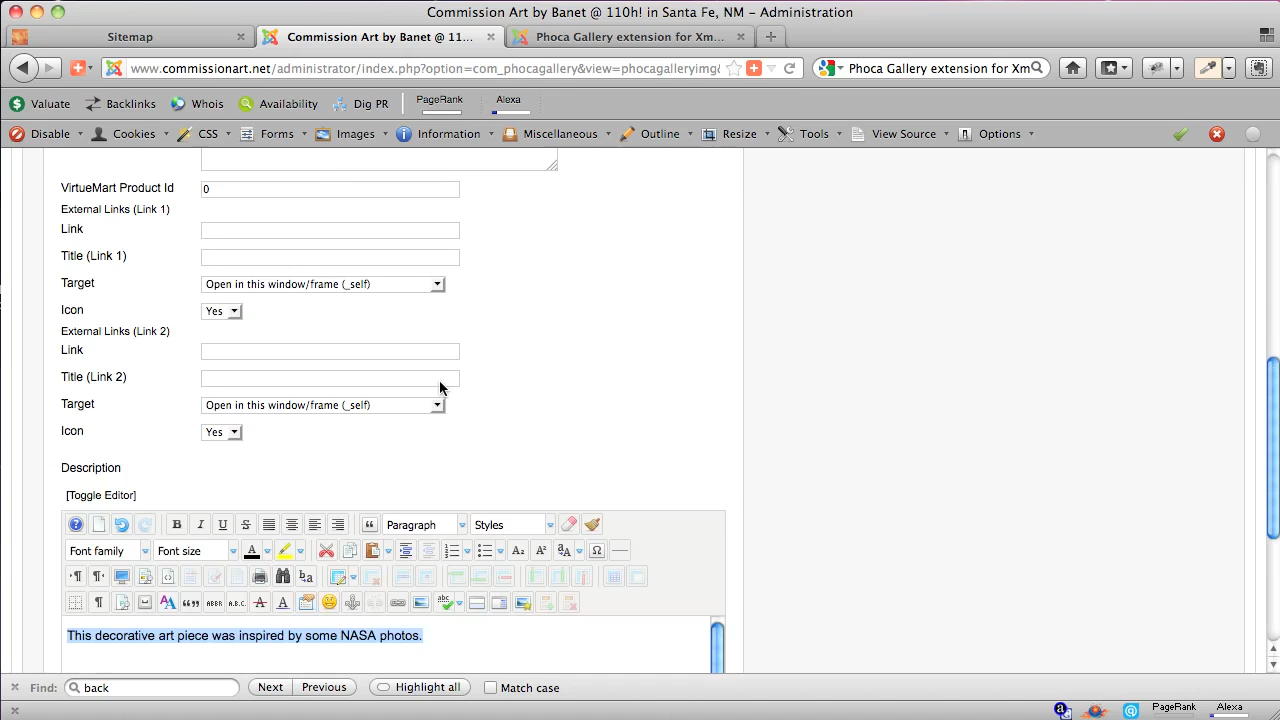 Commission Art by Banet @ 110h! in Santa Fe, NM – Administration
Sitemap
Commission Art by Banet @ 11...
Phoca Gallery extension for Xm...
www.commissionart.net/administrator/index.php?option=com_phocagallery&view=phocagalleryimg
Phoca Gallery extension for Xm
Valuate
Backlinks
Whois
Availability
Dig PR
PageRank
Alexa
Disable
Cookies
CSS
Forms
Images
Information
Miscellaneous
Outline
Resize
Tools
View Source
Options
VirtueMart Product Id
0
External Links (Link 1)
Link
Title (Link 1)
Target
Open in this window/frame (_self)
Icon
Yes
External Links (Link 2)
Link
Title (Link 2)
Target
Open in this window/frame (_self)
Icon
Yes
Description
[Toggle Editor]
B I U S
Paragraph
Styles
Font family
Font size
This decorative art piece was inspired by some NASA photos.
Find:
back
Next
Previous
Highlight all
Match case
PageRank
Alexa